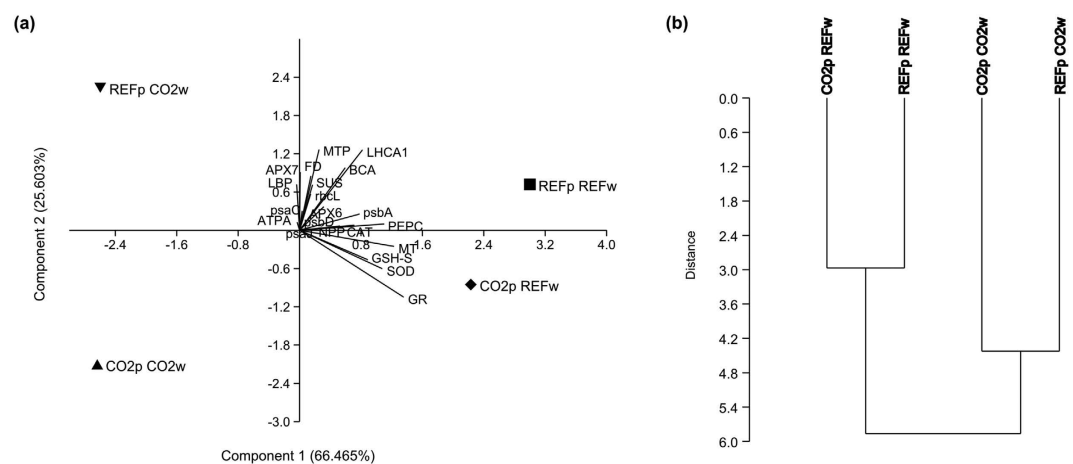 (a)
(b)
CO2p REFw
REFp REFw
CO2p CO2w
REFp CO2w
2.4
1.8
1.2
0.6
-0.6
-1.2
-1.8
-2.4
-3.0
-2.4
-1.6
-0.8
0.8
1.6
2.4
3.2
4.0
REFp CO2w
MTP
LHCA1
APX7
FD
BCA
LBP
SUS
rbcL
REFp REFw
psaC
APX6
psbA
ATPA
psbD
PEPC
NPP
CAT
MT
GSH-S
SOD
CO2p REFw
GR
CO2p CO2w
Component 2 (25.603%)
Component 1 (66.465%)
0.0
0.6
1.2
1.8
2.4
3.0
3.6
4.2
4.8
5.4
6.0
Distance